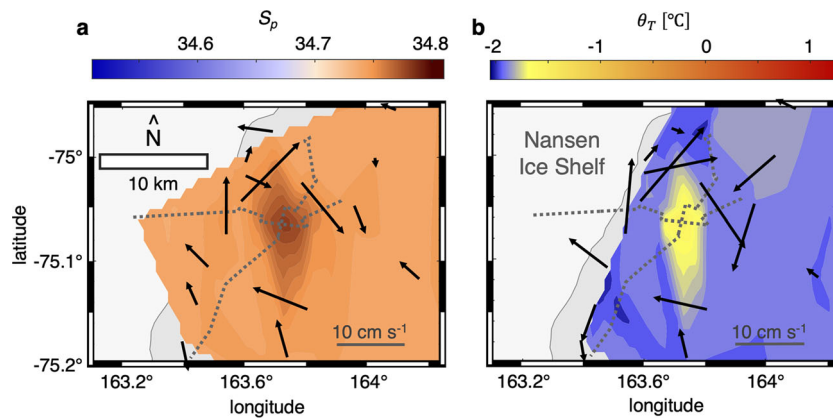 a
S_p
34.6 34.7 34.8
b
θ_T [°C]
-2 -1 0 1
N̂
10 km
10 cm s⁻¹
-75°
-75.1°
-75.2°
latitude
163.2° 163.6° 164°
longitude
Nansen
Ice Shelf
10 cm s⁻¹
163.2° 163.6° 164°
longitude